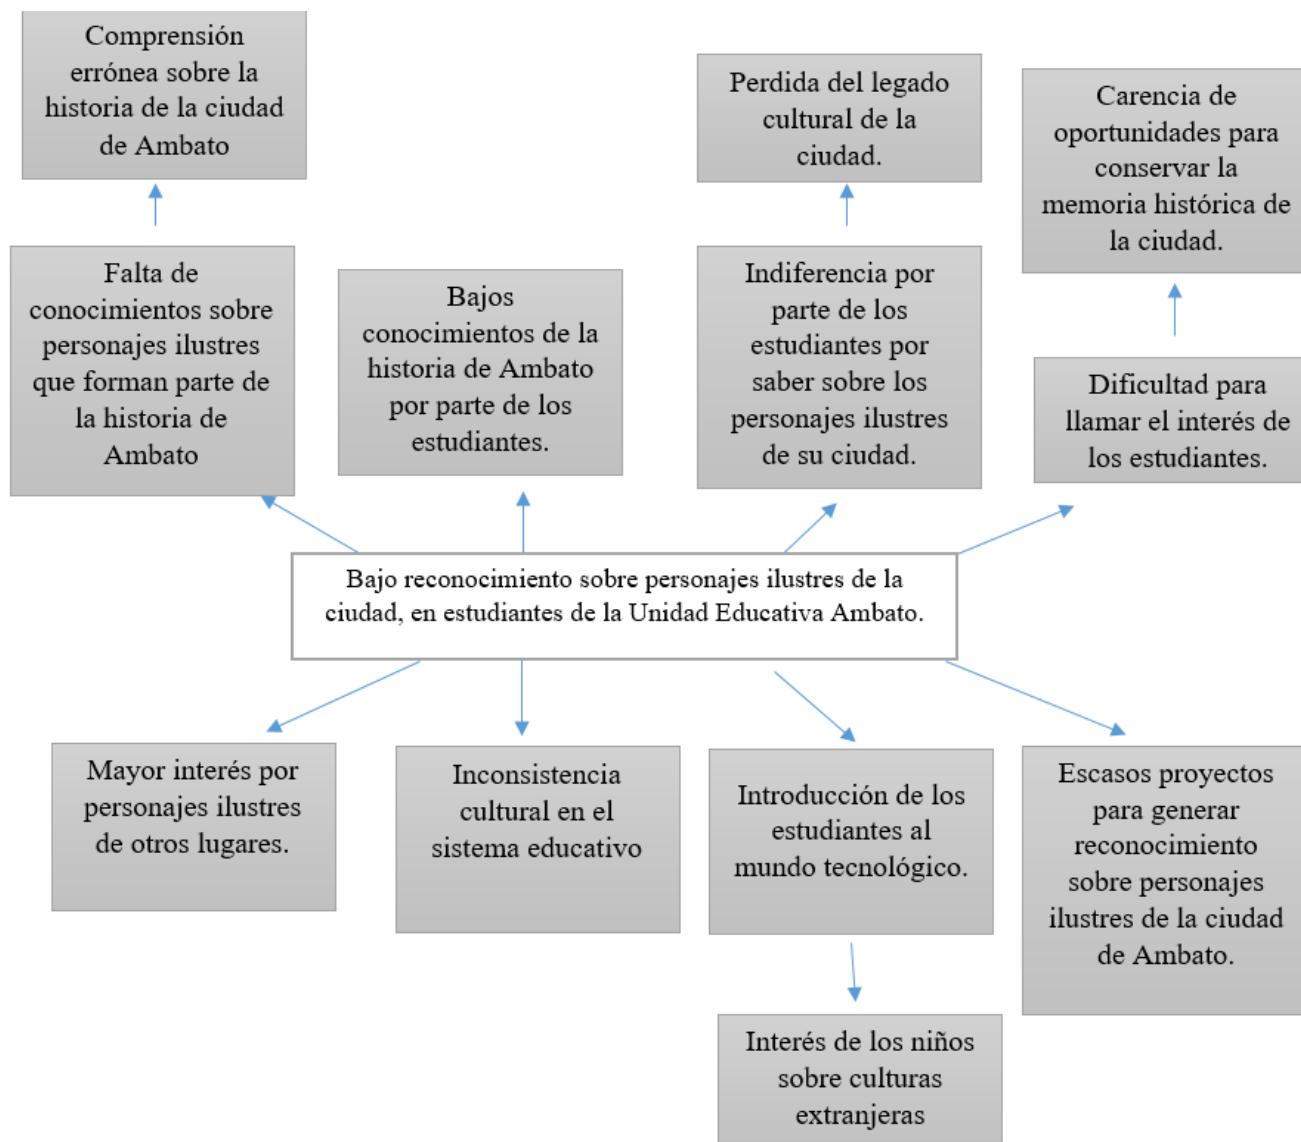 Comprensión
errónea sobre la
historia de la ciudad
de Ambato
Perdida del legado
cultural de la
ciudad.
Carencia de
oportunidades para
conservar la
memoria histórica de
la ciudad.
Falta de
conocimientos sobre
personajes ilustres
que forman parte de
la historia de
Ambato
Bajos
conocimientos de la
historia de Ambato
por parte de los
estudiantes.
Indiferencia por
parte de los
estudiantes por
saber sobre los
personajes ilustres
de su ciudad.
Dificultad para
llamar el interés de
los estudiantes.
Bajo reconocimiento sobre personajes ilustres de la
ciudad, en estudiantes de la Unidad Educativa Ambato.
Mayor interés por
personajes ilustres
de otros lugares.
Inconsistencia
cultural en el
sistema educativo
Introducción de los
estudiantes al
mundo tecnológico.
Escasos proyectos
para generar
reconocimiento
sobre personajes
ilustres de la ciudad
de Ambato.
Interés de los niños
sobre culturas
extranjeras